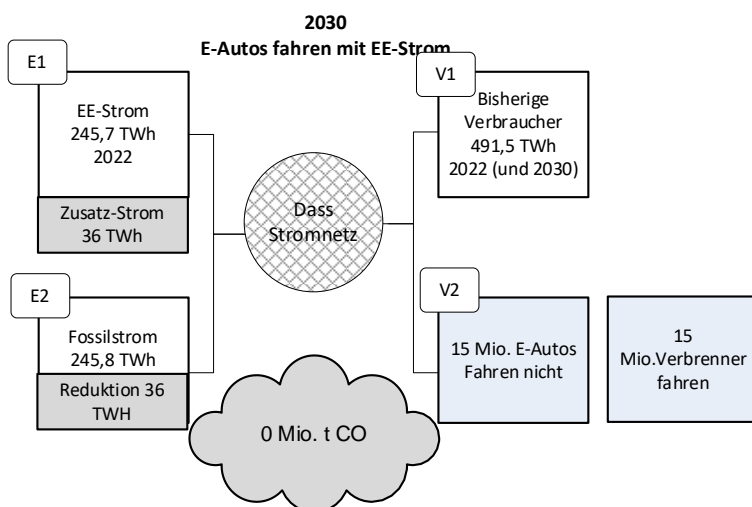 2030
E-Autos fahren mit EE-Strom
E1
EE-Strom
245,7 TWh
2022
Zusatz-Strom
36 TWh
E2
Fossilstrom
245,8 TWh
Reduktion 36
TWH
Dass
Stromnetz
0 Mio. t CO
V1
Bisherige
Verbraucher
491,5 TWh
2022 (und 2030)
V2
15 Mio. E-Autos
Fahren nicht
15
Mio.Verbrenner
fahren